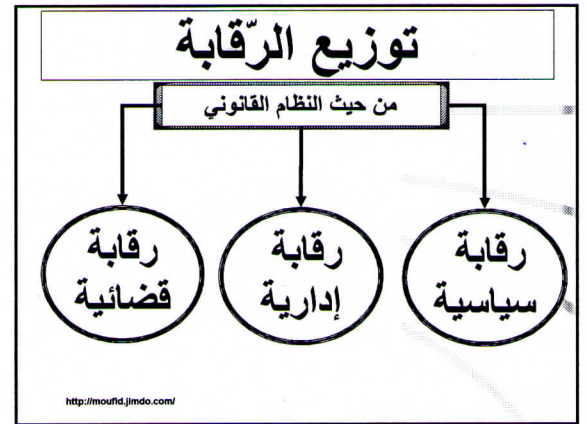 توزيع الرّقابة
من حيث النظام القانوني
رقابة
سياسية
رقابة
إدارية
رقابة
قضائية
http://moufid.jimdo.com/